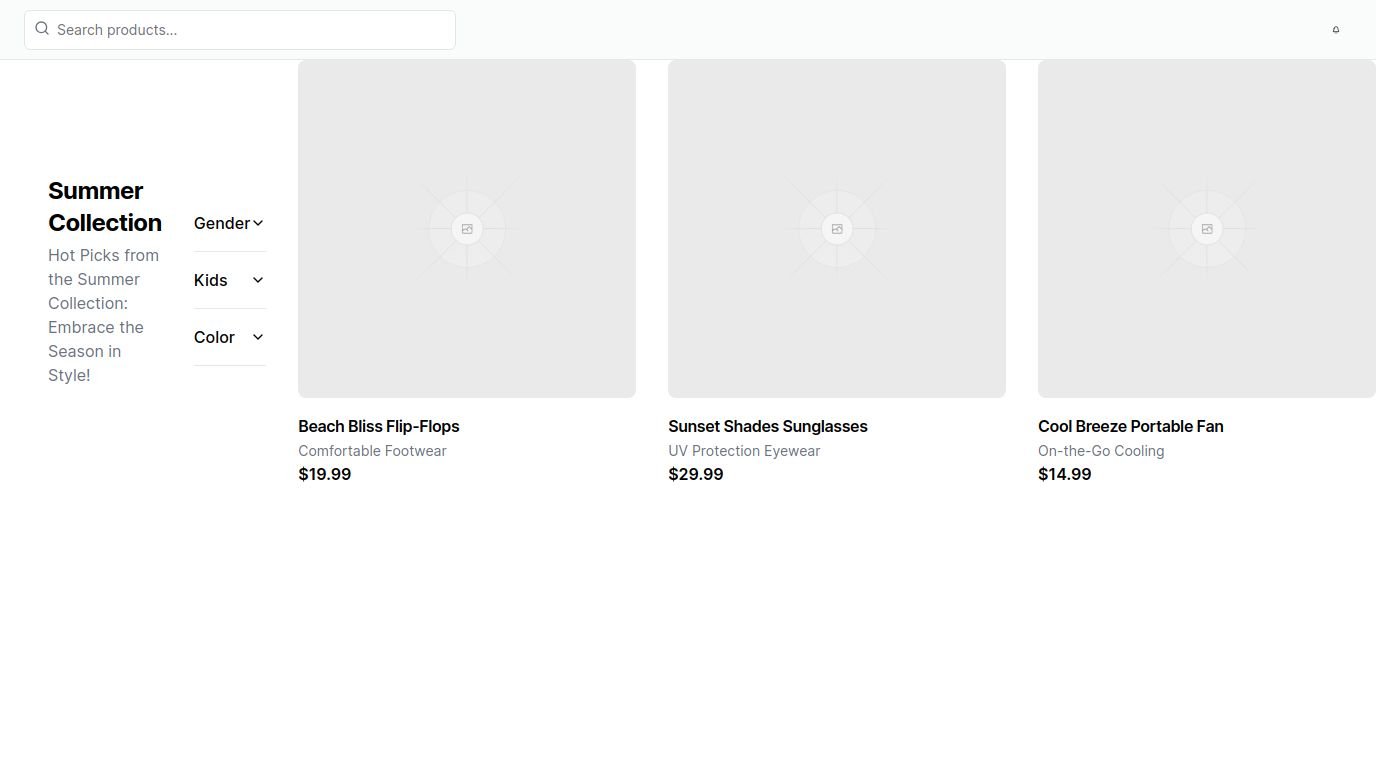 Search products...
Summer
Collection
Hot Picks from
the Summer
Collection:
Embrace the
Season in
Style!
Gender
Kids
Color
Beach Bliss Flip-Flops
Comfortable Footwear
$19.99
Sunset Shades Sunglasses
UV Protection Eyewear
$29.99
Cool Breeze Portable Fan
On-the-Go Cooling
$14.99